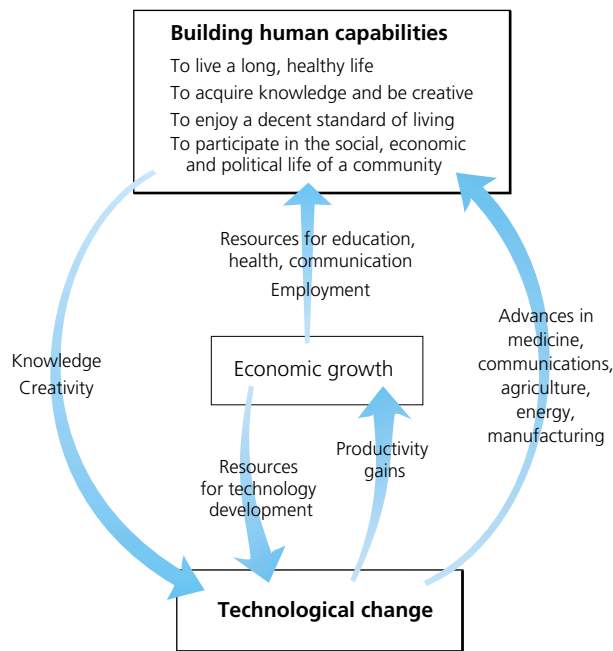 Building human capabilities
To live a long, healthy life
To acquire knowledge and be creative
To enjoy a decent standard of living
To participate in the social, economic
and political life of a community
Resources for education,
health, communication
Employment
Knowledge
Creativity
Economic growth
Advances in
medicine,
communications,
agriculture,
energy,
manufacturing
Resources
for technology
development
Productivity
gains
Technological change